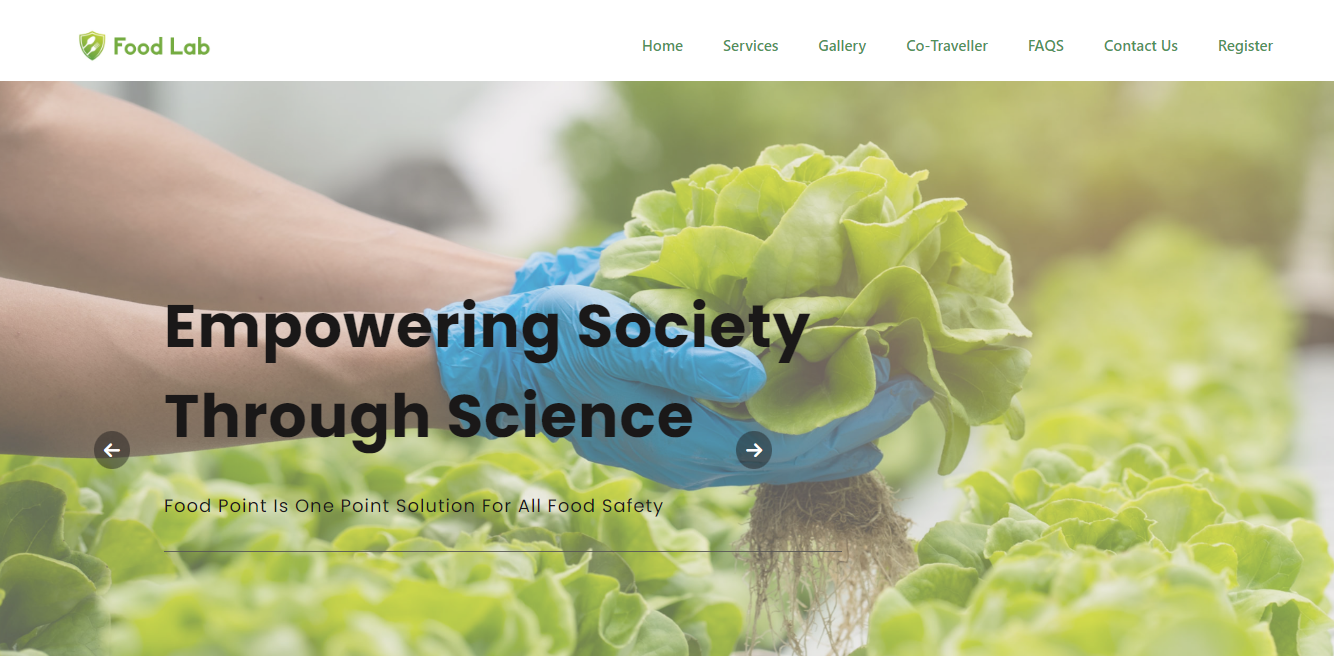 Food Lab
Home Services Gallery Co-Traveller FAQS Contact Us Register
Empowering Society
Through Science
Food Point Is One Point Solution For All Food Safety